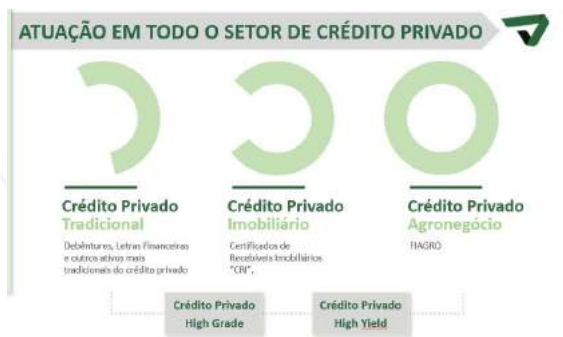 ATUAÇÃO EM TODO O SETOR DE CRÉDITO PRIVADO
Crédito Privado
Tradicional
Debêntures, Letras Financeiras
e outros ativos mais
tradicionais do crédito privado
Crédito Privado
Imobiliário
Certificados de
Recebíveis Imobiliários
"CRI",
Crédito Privado
Agronegócio
FIAGRO
Crédito Privado
High Grade
Crédito Privado
High Yield